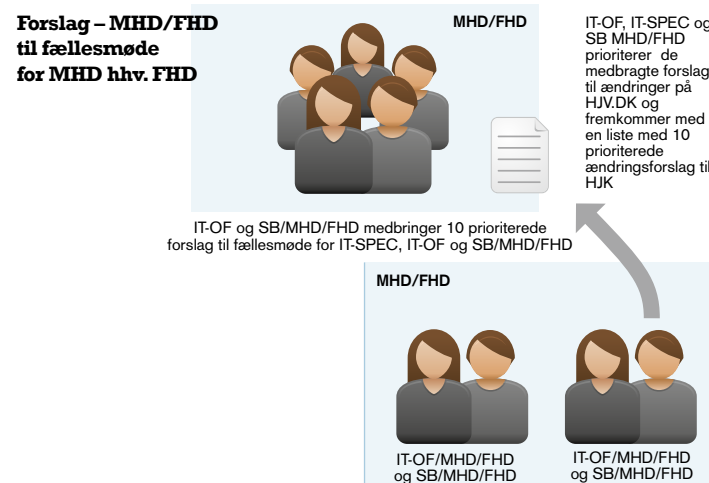 Forslag – MHD/FHD
til fællesmøde
for MHD hhv. FHD
MHD/FHD
IT-OF, IT-SPEC og
SB MHD/FHD
prioriterer de
medbragte forslag
til ændringer på
HJV.DK og
fremkommer med
en liste med 10
prioriterede
ændringsforslag til
HJK
IT-OF og SB/MHD/FHD medbringer 10 prioriterede
forslag til fællesmøde for IT-SPEC, IT-OF og SB/MHD/FHD
MHD/FHD
IT-OF/MHD/FHD
og SB/MHD/FHD
IT-OF/MHD/FHD
og SB/MHD/FHD